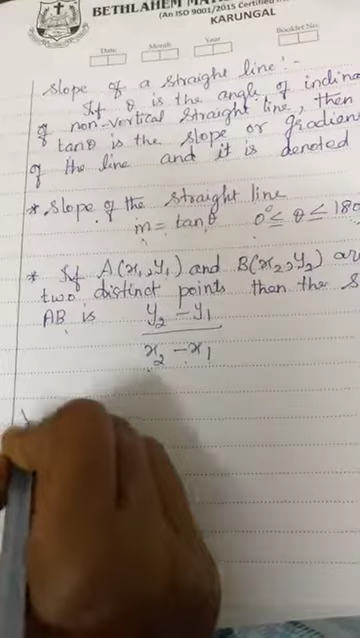 BETHLAHEM MA
(An ISO 9001/2015 Certified
KARUNGAL
Date
Month
Year
Booklet No.
Slope of a straight line :-
If θ is the angle of inclina
of non-vertical straight line, then
tanθ is the slope or gradien
of the line and it is denoted
* Slope of the straight line
m = tanθ 0° ≤ θ ≤ 180
* If A(x₁, y₁) and B(x₂, y₂) ar
two distinct points then the s
AB is y₂ - y₁
x₂ - x₁